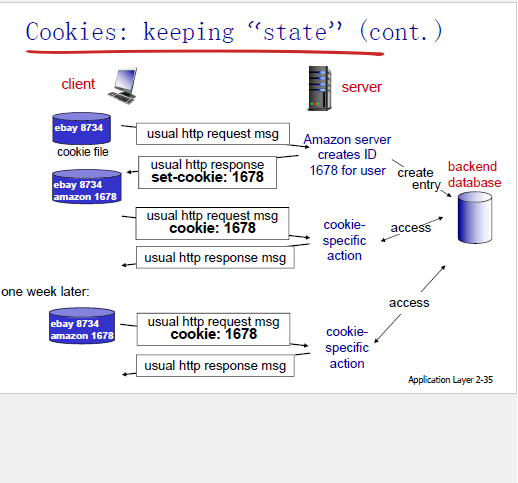 Cookies: keeping “state” (cont.)
client
server
ebay 8734
cookie file
usual http request msg
Amazon server
creates ID
1678 for user
create
entry
backend
database
usual http response
set-cookie: 1678
ebay 8734
amazon 1678
usual http request msg
cookie: 1678
cookie-
specific
action
access
usual http response msg
one week later:
access
ebay 8734
amazon 1678
usual http request msg
cookie: 1678
cookie-
specific
action
usual http response msg
Application Layer 2-35